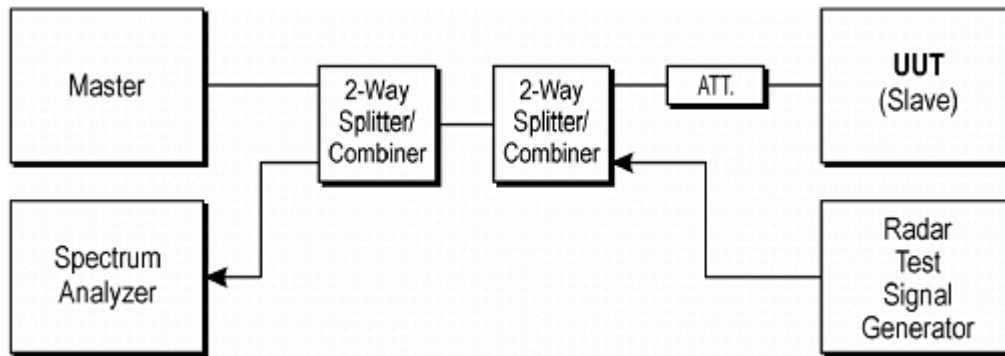 Master
2-Way
Splitter/
Combiner
2-Way
Splitter/
Combiner
ATT.
UUT
(Slave)
Spectrum
Analyzer
Radar
Test
Signal
Generator